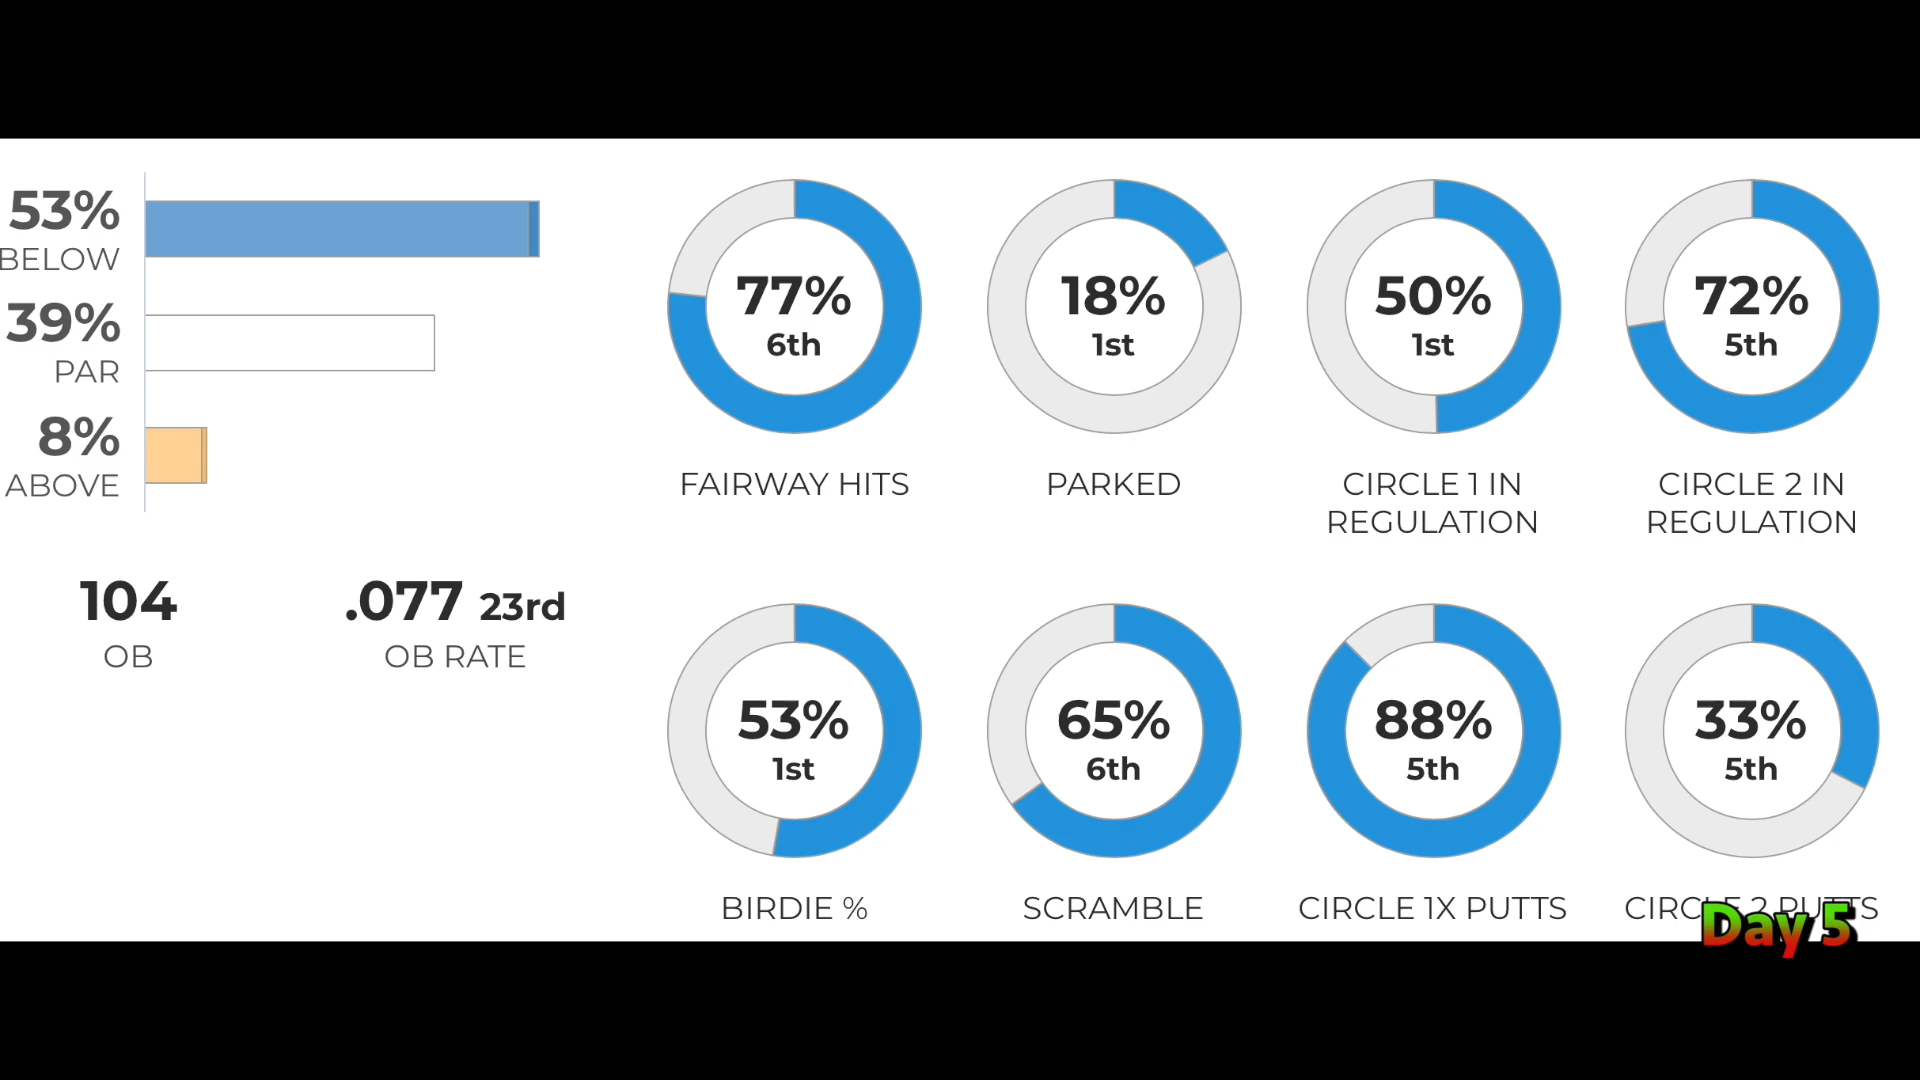 53%
BELOW
39%
PAR
8%
ABOVE
104
OB
.077 23rd
OB RATE
77%
6th
FAIRWAY HITS
18%
1st
PARKED
50%
1st
CIRCLE 1 IN
REGULATION
72%
5th
CIRCLE 2 IN
REGULATION
53%
1st
BIRDIE %
65%
6th
SCRAMBLE
88%
5th
CIRCLE 1X PUTTS
33%
5th
CIRCLE 2 PUTTS
Day 5